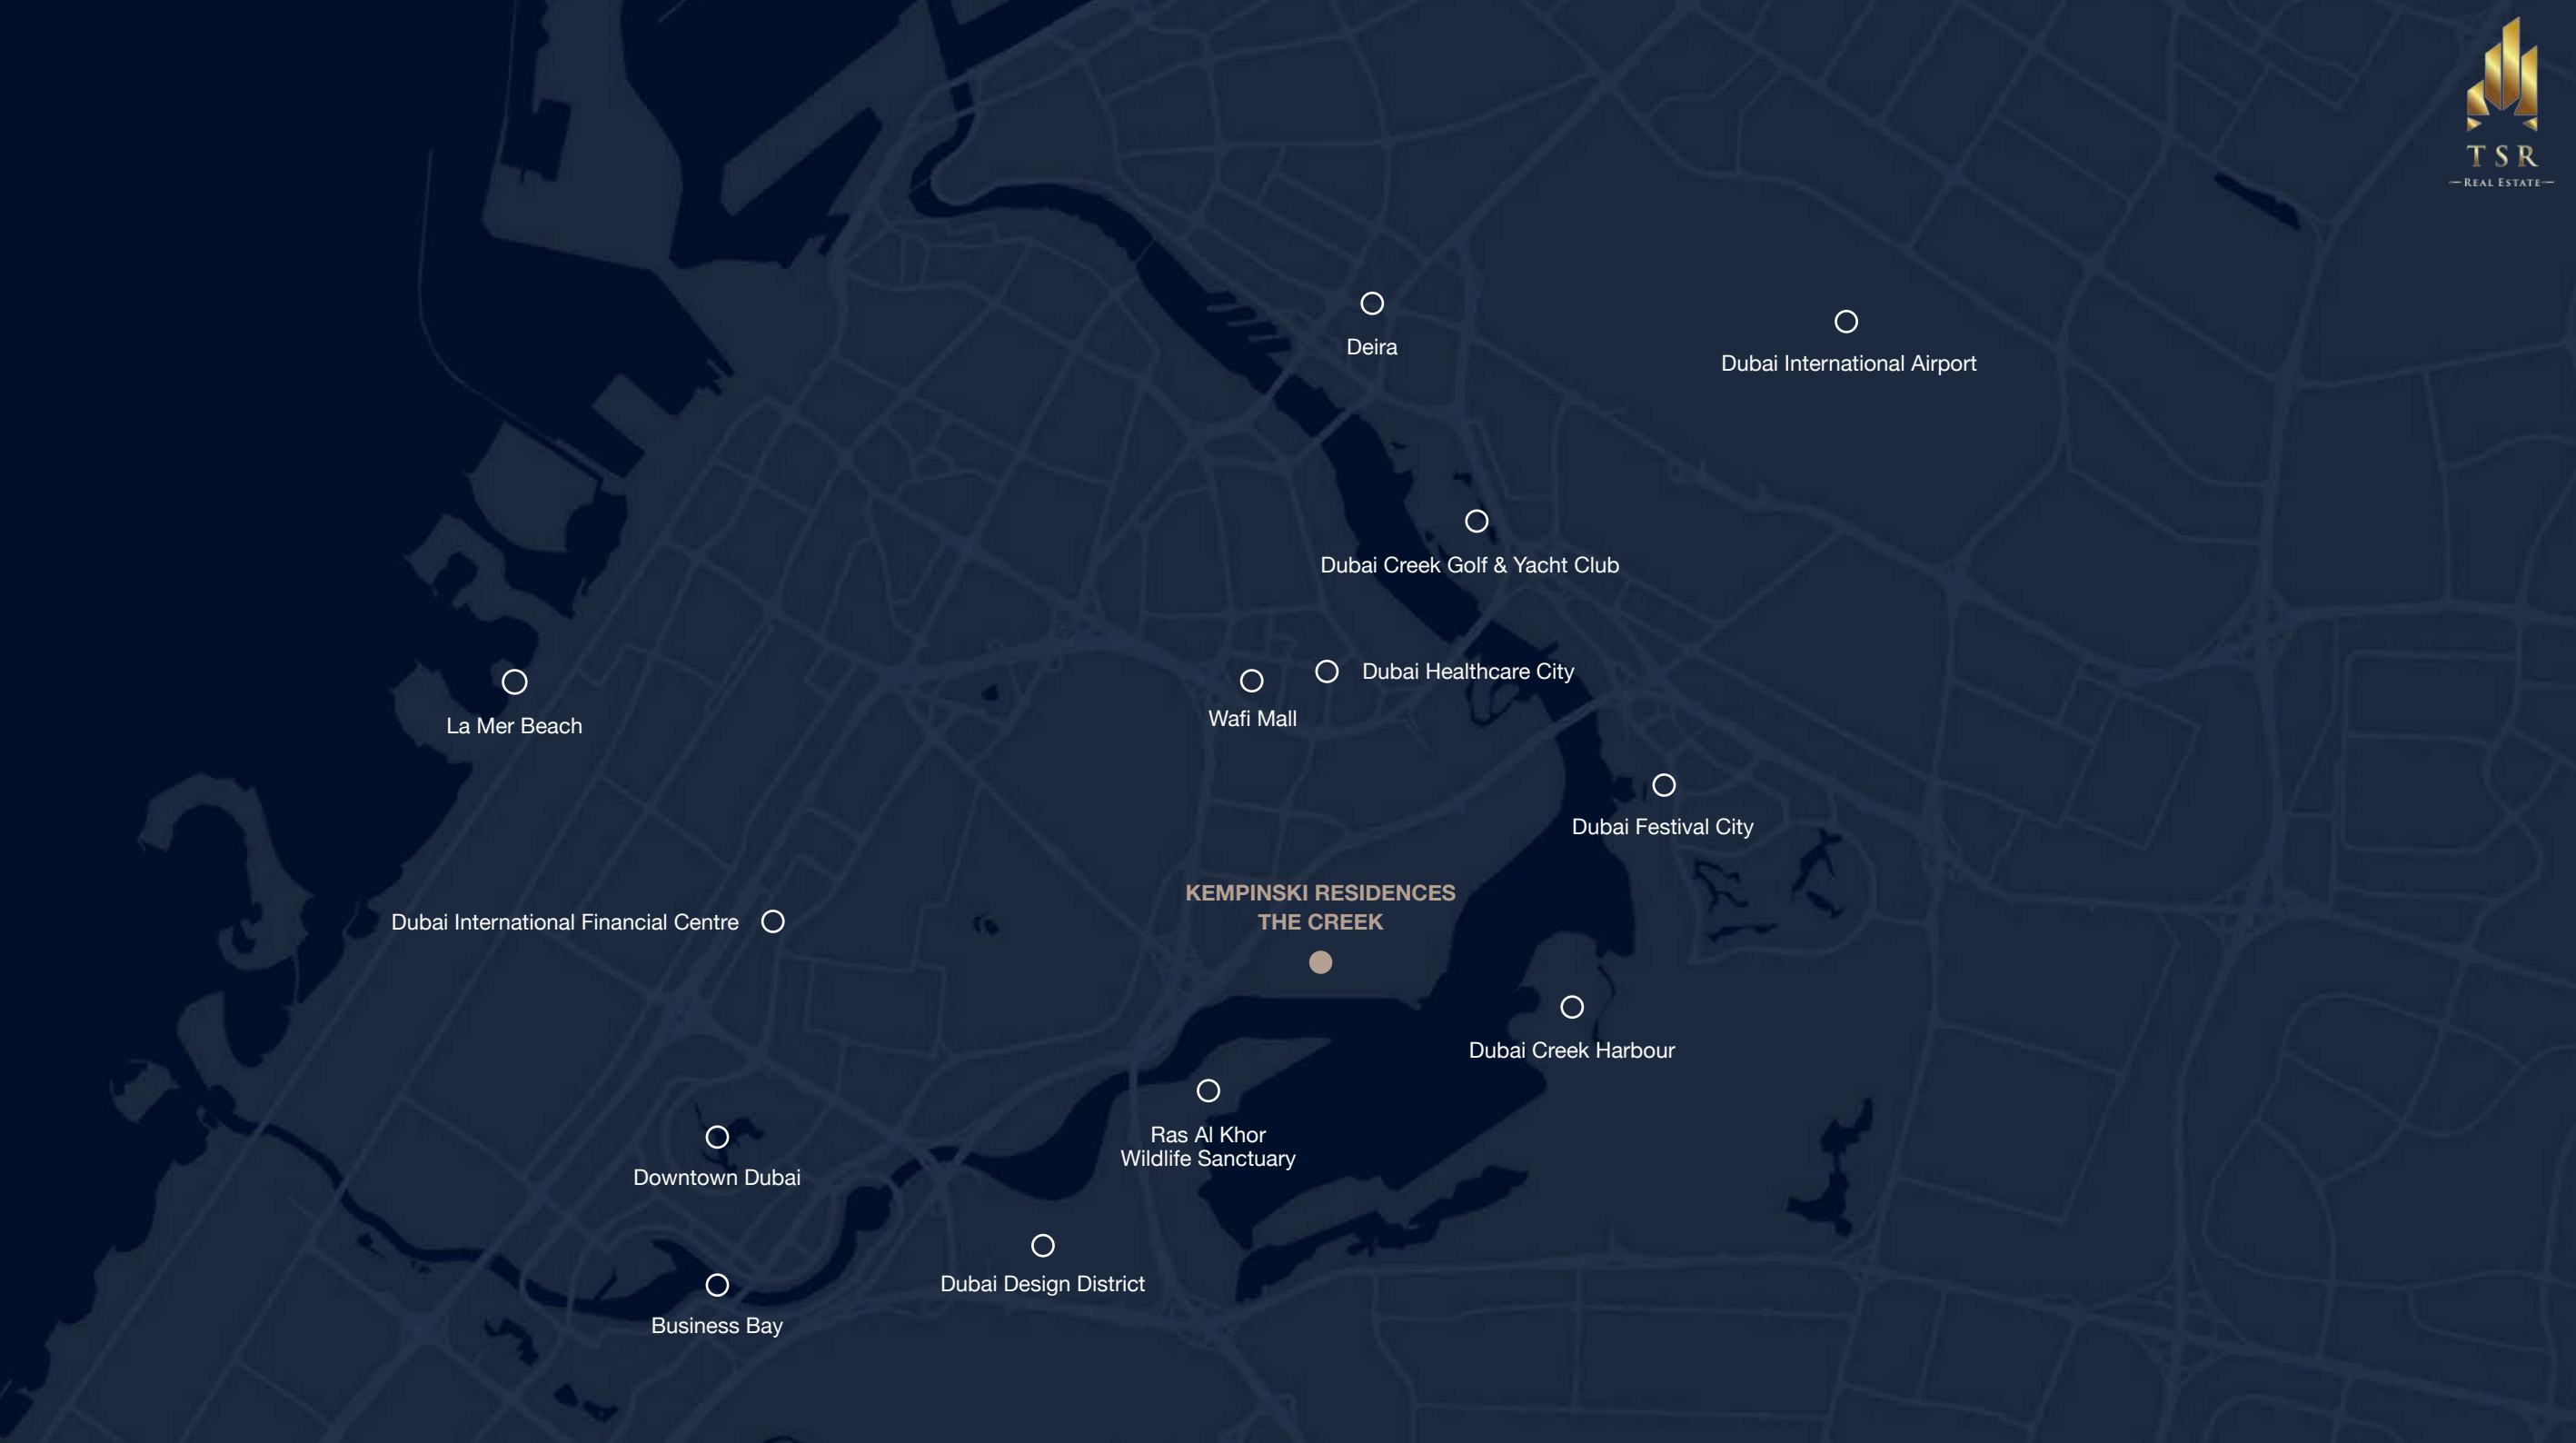 TSR
REAL ESTATE
Deira
Dubai International Airport
Dubai Creek Golf & Yacht Club
Dubai Healthcare City
Wafi Mall
La Mer Beach
Dubai Festival City
KEMPINSKI RESIDENCES
THE CREEK
Dubai International Financial Centre
Dubai Creek Harbour
Ras Al Khor
Wildlife Sanctuary
Downtown Dubai
Dubai Design District
Business Bay